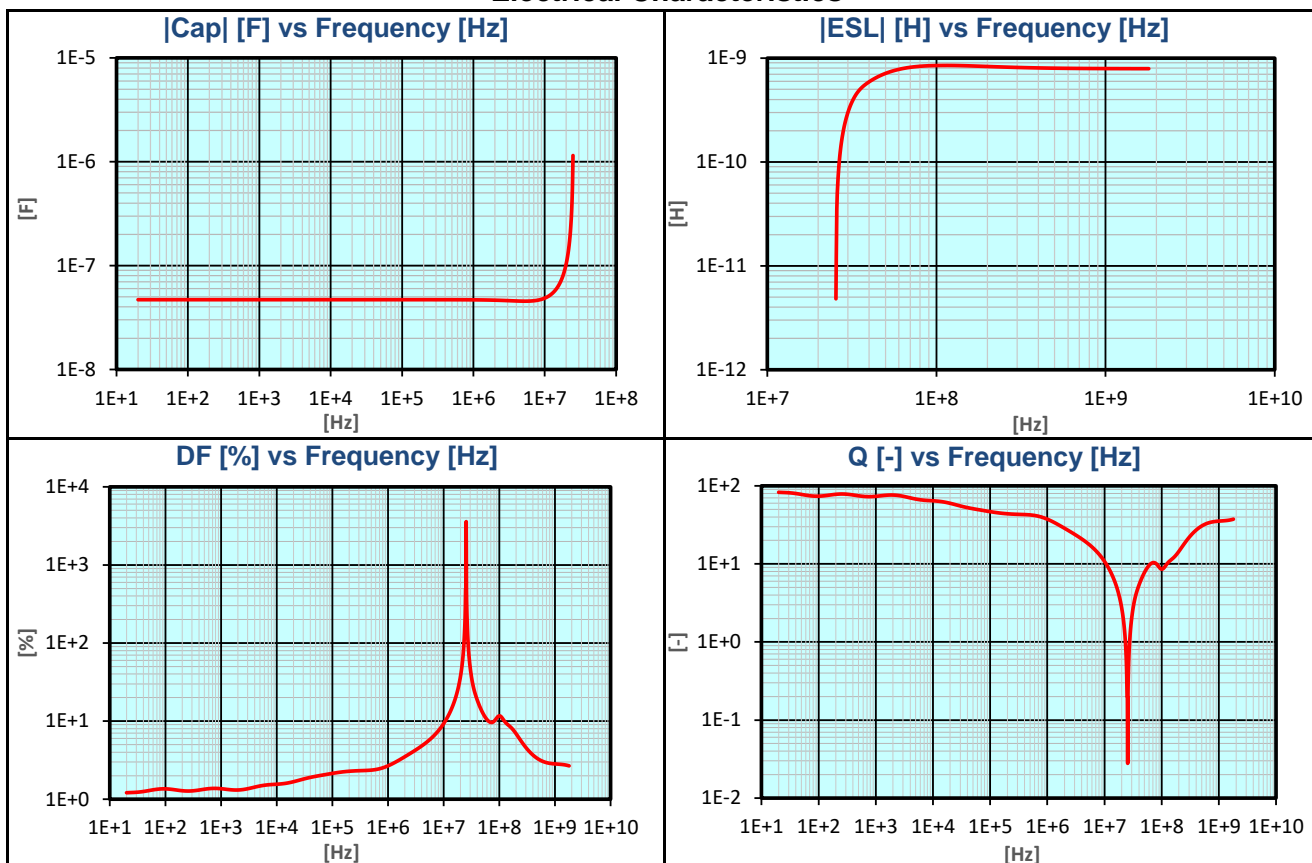 |Cap| [F] vs Frequency [Hz]
1E-5
1E-6
1E-7
1E-8
[F]
1E+1 1E+2 1E+3 1E+4 1E+5 1E+6 1E+7 1E+8
[Hz]
|ESL| [H] vs Frequency [Hz]
1E-9
1E-10
1E-11
1E-12
[H]
1E+7 1E+8 1E+9 1E+10
[Hz]
DF [%] vs Frequency [Hz]
1E+4
1E+3
1E+2
1E+1
1E+0
[%]
1E+1 1E+2 1E+3 1E+4 1E+5 1E+6 1E+7 1E+8 1E+9 1E+10
[Hz]
Q [-] vs Frequency [Hz]
1E+2
1E+1
1E+0
1E-1
1E-2
[-]
1E+1 1E+2 1E+3 1E+4 1E+5 1E+6 1E+7 1E+8 1E+9 1E+10
[Hz]